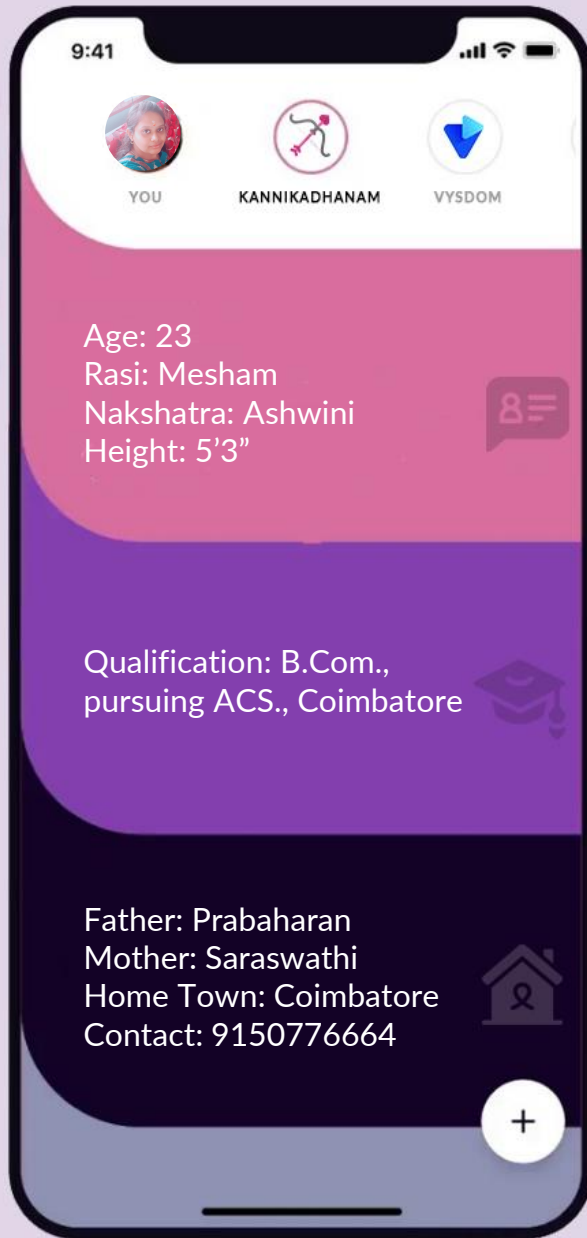 9:41
YOU
KANNIKADHANAM
VYSDOM
Age: 23
Rasi: Mesham
Nakshatra: Ashwini
Height: 5’3”
Qualification: B.Com.,
pursuing ACS., Coimbatore
Father: Prabaharan
Mother: Saraswathi
Home Town: Coimbatore
Contact: 9150776664